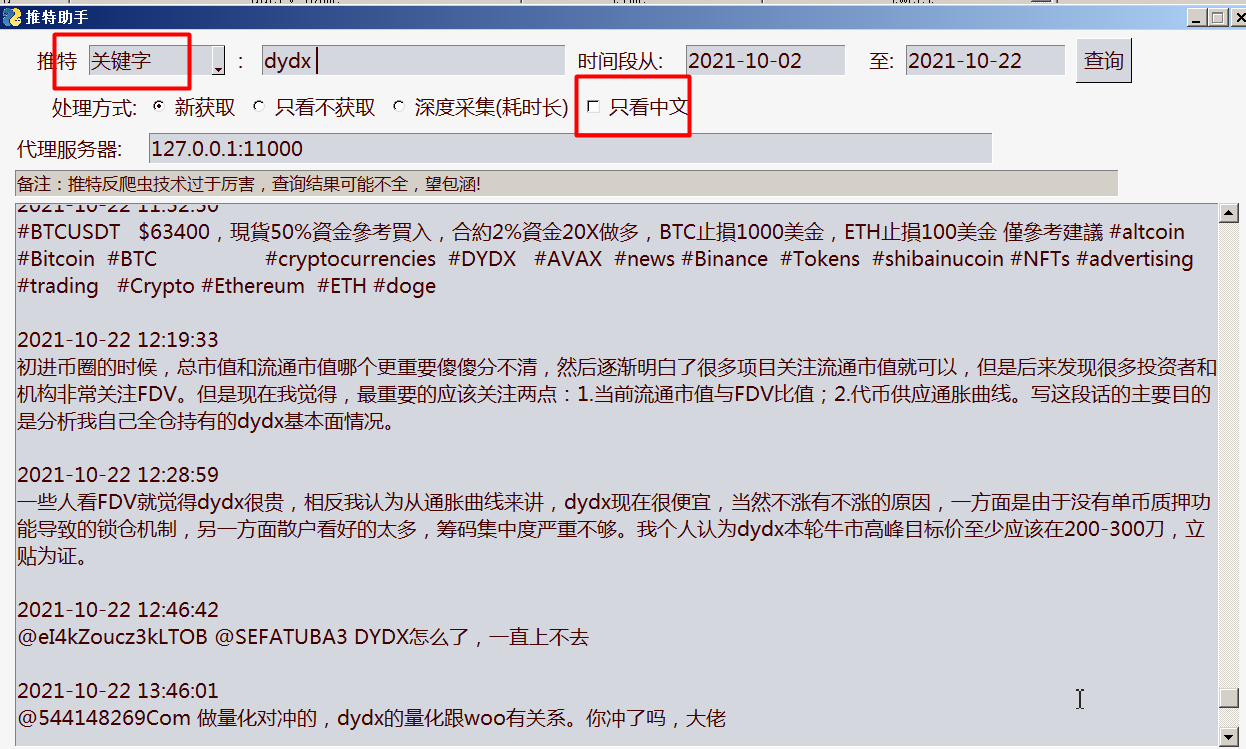 推特助手
推特 关键字 : dydx 时间段从: 2021-10-02 至: 2021-10-22 查询
处理方式: 新获取 只看不获取 深度采集(耗时长) 只看中文
代理服务器: 127.0.0.1:11000
备注：推特反爬虫技术过于厉害，查询结果可能不全，望包涵!
2021-10-22 11:52:50
#BTCUSDT $63400，現貨50%資金參考買入，合約2%資金20X做多，BTC止損1000美金，ETH止損100美金 僅參考建議 #altcoin
#Bitcoin #BTC #cryptocurrencies #DYDX #AVAX #news #Binance #Tokens #shibainucoin #NFTs #advertising
#trading #Crypto #Ethereum #ETH #doge
2021-10-22 12:19:33
初进币圈的时候，总市值和流通市值哪个更重要傻傻分不清，然后逐渐明白了很多项目关注流通市值就可以，但是后来发现很多投资者和
机构非常关注FDV。但是现在我觉得，最重要的应该关注两点：1.当前流通市值与FDV比值；2.代币供应通胀曲线。写这段话的主要目的
是分析我自己全仓持有的dydx基本面情况。
2021-10-22 12:28:59
一些人看FDV就觉得dydx很贵，相反我认为从通胀曲线来讲，dydx现在很便宜，当然不涨有不涨的原因，一方面是由于没有单币质押功
能导致的锁仓机制，另一方面散户看好的太多，筹码集中度严重不够。我个人认为dydx本轮牛市高峰目标价至少应该在200-300刀，立
贴为证。
2021-10-22 12:46:42
@eI4kZoucz3kLTOB @SEFATUBA3 DYDX怎么了，一直上不去
2021-10-22 13:46:01
@544148269Com 做量化对冲的，dydx的量化跟woo有关系。你冲了吗，大佬